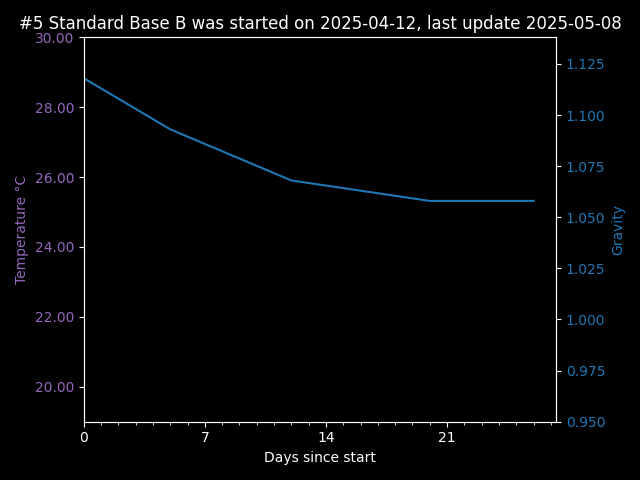 #5 Standard Base B was started on 2025-04-12, last update 2025-05-08
30.00
28.00
26.00
24.00
22.00
20.00
Temperature °C
1.125
1.100
1.075
1.050
1.025
1.000
0.975
0.950
Gravity
0 7 14 21
Days since start